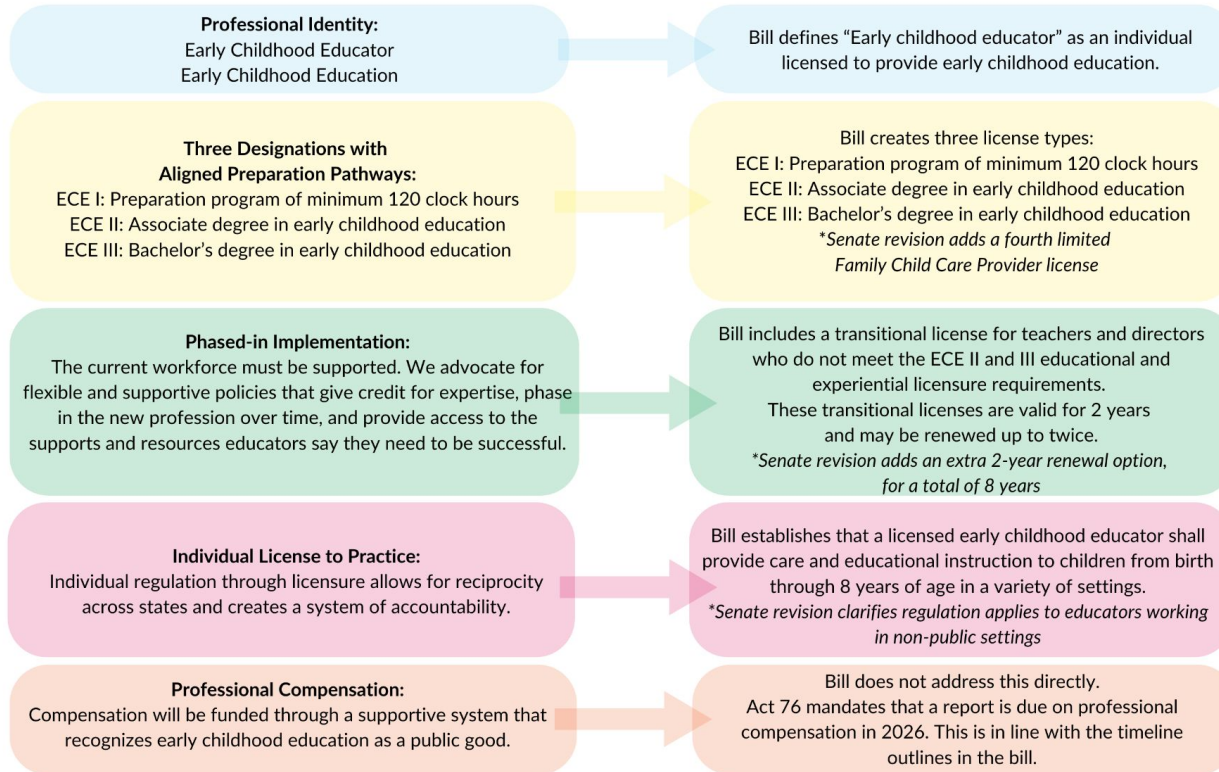 Professional Identity:
Early Childhood Educator
Early Childhood Education
Bill defines “Early childhood educator” as an individual
licensed to provide early childhood education.
Three Designations with
Aligned Preparation Pathways:
ECE I: Preparation program of minimum 120 clock hours
ECE II: Associate degree in early childhood education
ECE III: Bachelor’s degree in early childhood education
Bill creates three license types:
ECE I: Preparation program of minimum 120 clock hours
ECE II: Associate degree in early childhood education
ECE III: Bachelor’s degree in early childhood education
*Senate revision adds a fourth limited
Family Child Care Provider license
Phased-in Implementation:
The current workforce must be supported. We advocate for
flexible and supportive policies that give credit for expertise, phase
in the new profession over time, and provide access to the
supports and resources educators say they need to be successful.
Bill includes a transitional license for teachers and directors
who do not meet the ECE II and III educational and
experiential licensure requirements.
These transitional licenses are valid for 2 years
and may be renewed up to twice.
*Senate revision adds an extra 2-year renewal option,
for a total of 8 years
Individual License to Practice:
Individual regulation through licensure allows for reciprocity
across states and creates a system of accountability.
Bill establishes that a licensed early childhood educator shall
provide care and educational instruction to children from birth
through 8 years of age in a variety of settings.
*Senate revision clarifies regulation applies to educators working
in non-public settings
Professional Compensation:
Compensation will be funded through a supportive system that
recognizes early childhood education as a public good.
Bill does not address this directly.
Act 76 mandates that a report is due on professional
compensation in 2026. This is in line with the timeline
outlines in the bill.